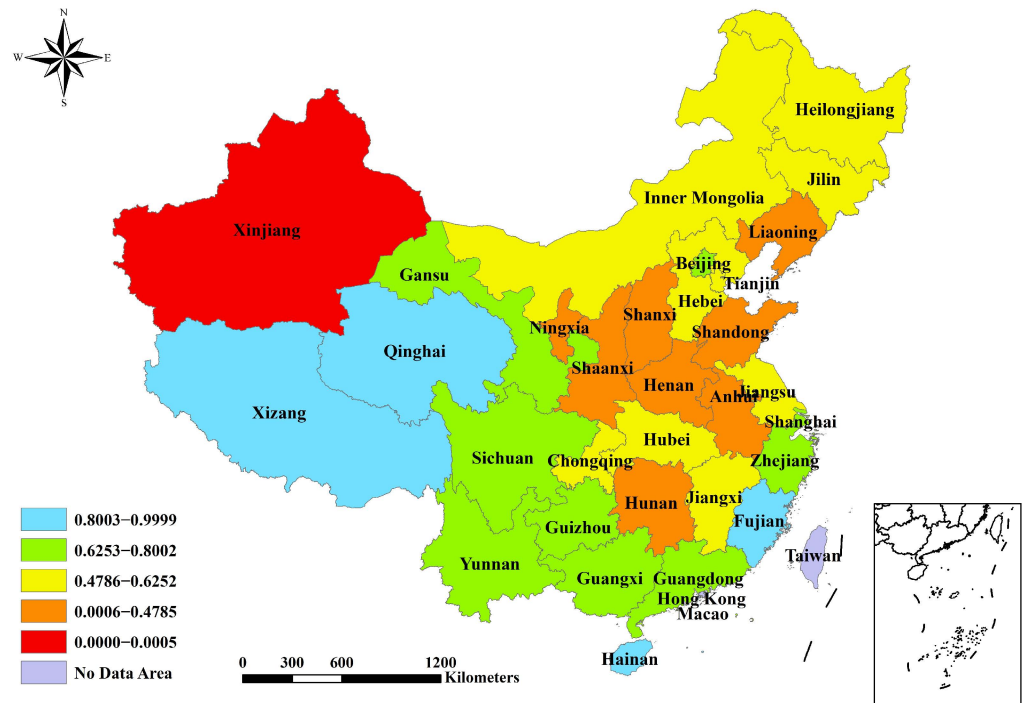 N
W
E
S
Heilongjiang
Jilin
Inner Mongolia
Liaoning
Xinjiang
Beijing
Gansu
Tianjin
Hebei
Shanxi
Ningxia
Shandong
Qinghai
Shaanxi
Henan
Anhui
Jiangsu
Xizang
Shanghai
Hubei
Sichuan
Chongqing
Zhejiang
Hunan
Jiangxi
Fujian
Guizhou
Taiwan
Yunnan
Guangxi
Guangdong
Hong Kong
Macao
Hainan
0.8003−0.9999
0.6253−0.8002
0.4786−0.6252
0.0006−0.4785
0.0000−0.0005
No Data Area
0 300 600 1200
Kilometers